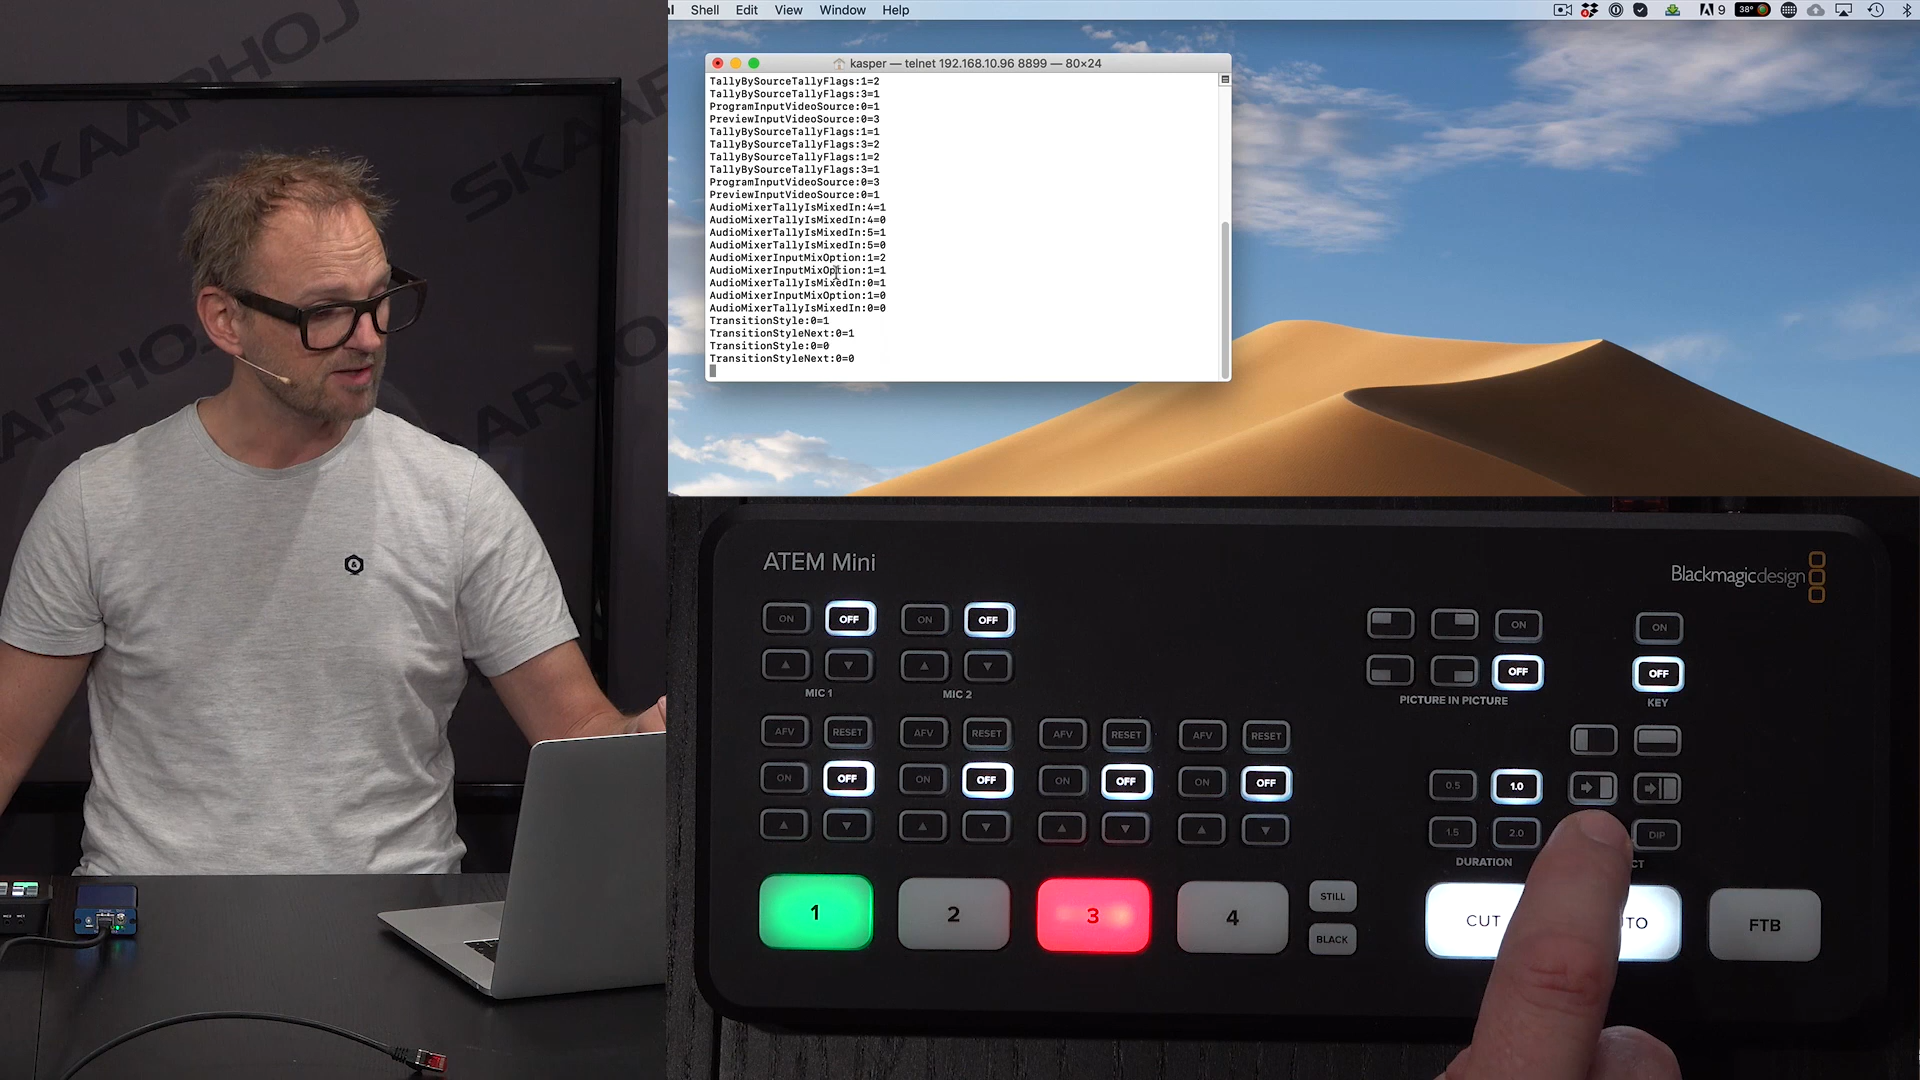 SKAARHOJ
SKAARHOJ
SKAARHOJ
Shell Edit View Window Help
9
38°
kasper — telnet 192.168.10.96 8899 — 80×24
TallyBySourceTallyFlags:1=2
TallyBySourceTallyFlags:3=1
ProgramInputVideoSource:0=1
PreviewInputVideoSource:0=3
TallyBySourceTallyFlags:1=1
TallyBySourceTallyFlags:3=2
TallyBySourceTallyFlags:1=2
TallyBySourceTallyFlags:3=1
ProgramInputVideoSource:0=3
PreviewInputVideoSource:0=1
AudioMixerTallyIsMixedIn:4=1
AudioMixerTallyIsMixedIn:4=0
AudioMixerTallyIsMixedIn:5=1
AudioMixerTallyIsMixedIn:5=0
AudioMixerInputMixOption:1=2
AudioMixerInputMixOption:1=1
AudioMixerTallyIsMixedIn:0=1
AudioMixerInputMixOption:1=0
AudioMixerTallyIsMixedIn:0=0
TransitionStyle:0=1
TransitionStyleNext:0=1
TransitionStyle:0=0
TransitionStyleNext:0=0
ATEM Mini
Blackmagicdesign
ON OFF ON OFF ON ON
OFF OFF
MIC 1 MIC 2 PICTURE IN PICTURE KEY
AFV RESET AFV RESET AFV RESET AFV RESET
ON OFF ON OFF ON OFF ON OFF 0.5 1.0
1.5 2.0 DIP
DURATION CT
1 2 3 4 STILL CUT UTO FTB
BLACK